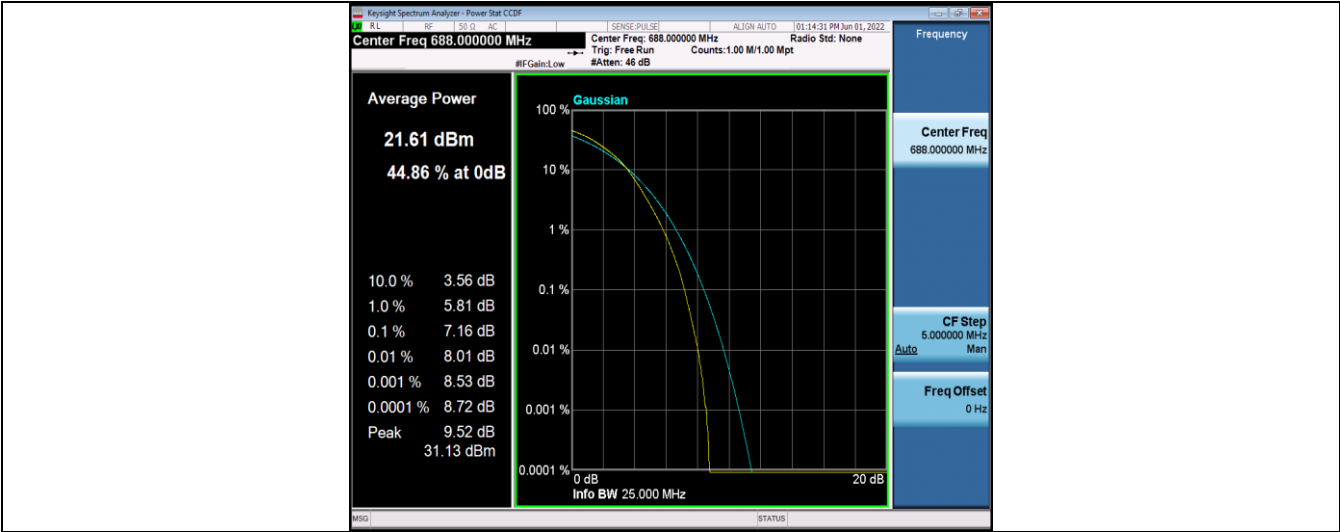 Keysight Spectrum Analyzer - Power Stat CCDF
RL RF 50 Ω AC SENSE:PULSE ALIGN AUTO 01:14:31 PM Jun 01, 2022
Center Freq 688.000000 MHz
Center Freq: 688.000000 MHz Radio Std: None
Trig: Free Run Counts:1.00 M/1.00 Mpt
#IFGain:Low #Atten: 46 dB
Frequency
Average Power
21.61 dBm
44.86 % at 0dB
10.0 % 3.56 dB
1.0 % 5.81 dB
0.1 % 7.16 dB
0.01 % 8.01 dB
0.001 % 8.53 dB
0.0001 % 8.72 dB
Peak 9.52 dB
31.13 dBm
Gaussian
100 %
10 %
1 %
0.1 %
0.01 %
0.001 %
0.0001 %
0 dB 20 dB
Info BW 25.000 MHz
Center Freq
688.000000 MHz
CF Step
5.000000 MHz
Auto Man
Freq Offset
0 Hz
MSG STATUS